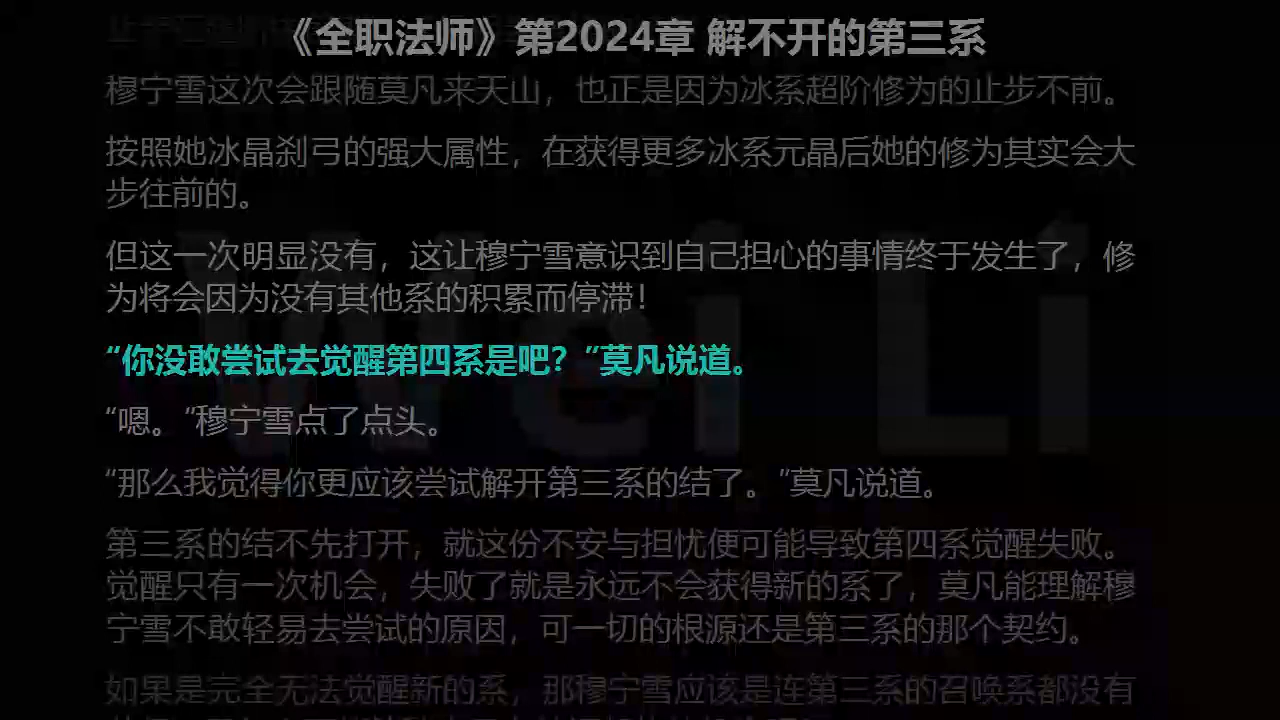 《全职法师》第2024章 解不开的第三系
穆宁雪这次会跟随莫凡来天山，也正是因为冰系超阶修为的止步不前。
按照她冰晶刹弓的强大属性，在获得更多冰系元晶后她的修为其实会大
步往前的。
但这一次明显没有，这让穆宁雪意识到自己担心的事情终于发生了，修
为将会因为没有其他系的积累而停滞！
“你没敢尝试去觉醒第四系是吧？”莫凡说道。
“嗯。”穆宁雪点了点头。
“那么我觉得你更应该尝试解开第三系的结了。”莫凡说道。
第三系的结不先打开，就这份不安与担忧便可能导致第四系觉醒失败。
觉醒只有一次机会，失败了就是永远不会获得新的系了，莫凡能理解穆
宁雪不敢轻易去尝试的原因，可一切的根源还是第三系的那个契约。
如果是完全无法觉醒新的系，那穆宁雪应该是连第三系的召唤系都没有
Wei Li